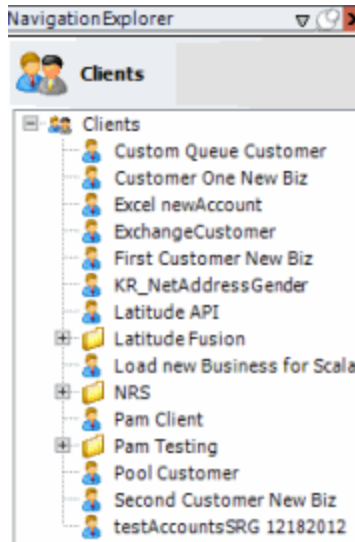 NavigationExplorer
Clients
Clients
Custom Queue Customer
Customer One New Biz
Excel newAccount
ExchangeCustomer
First Customer New Biz
KR_NetAddressGender
Latitude API
Latitude Fusion
Load new Business for Scala
NRS
Pam Client
Pam Testing
Pool Customer
Second Customer New Biz
testAccountsSRG 12182012